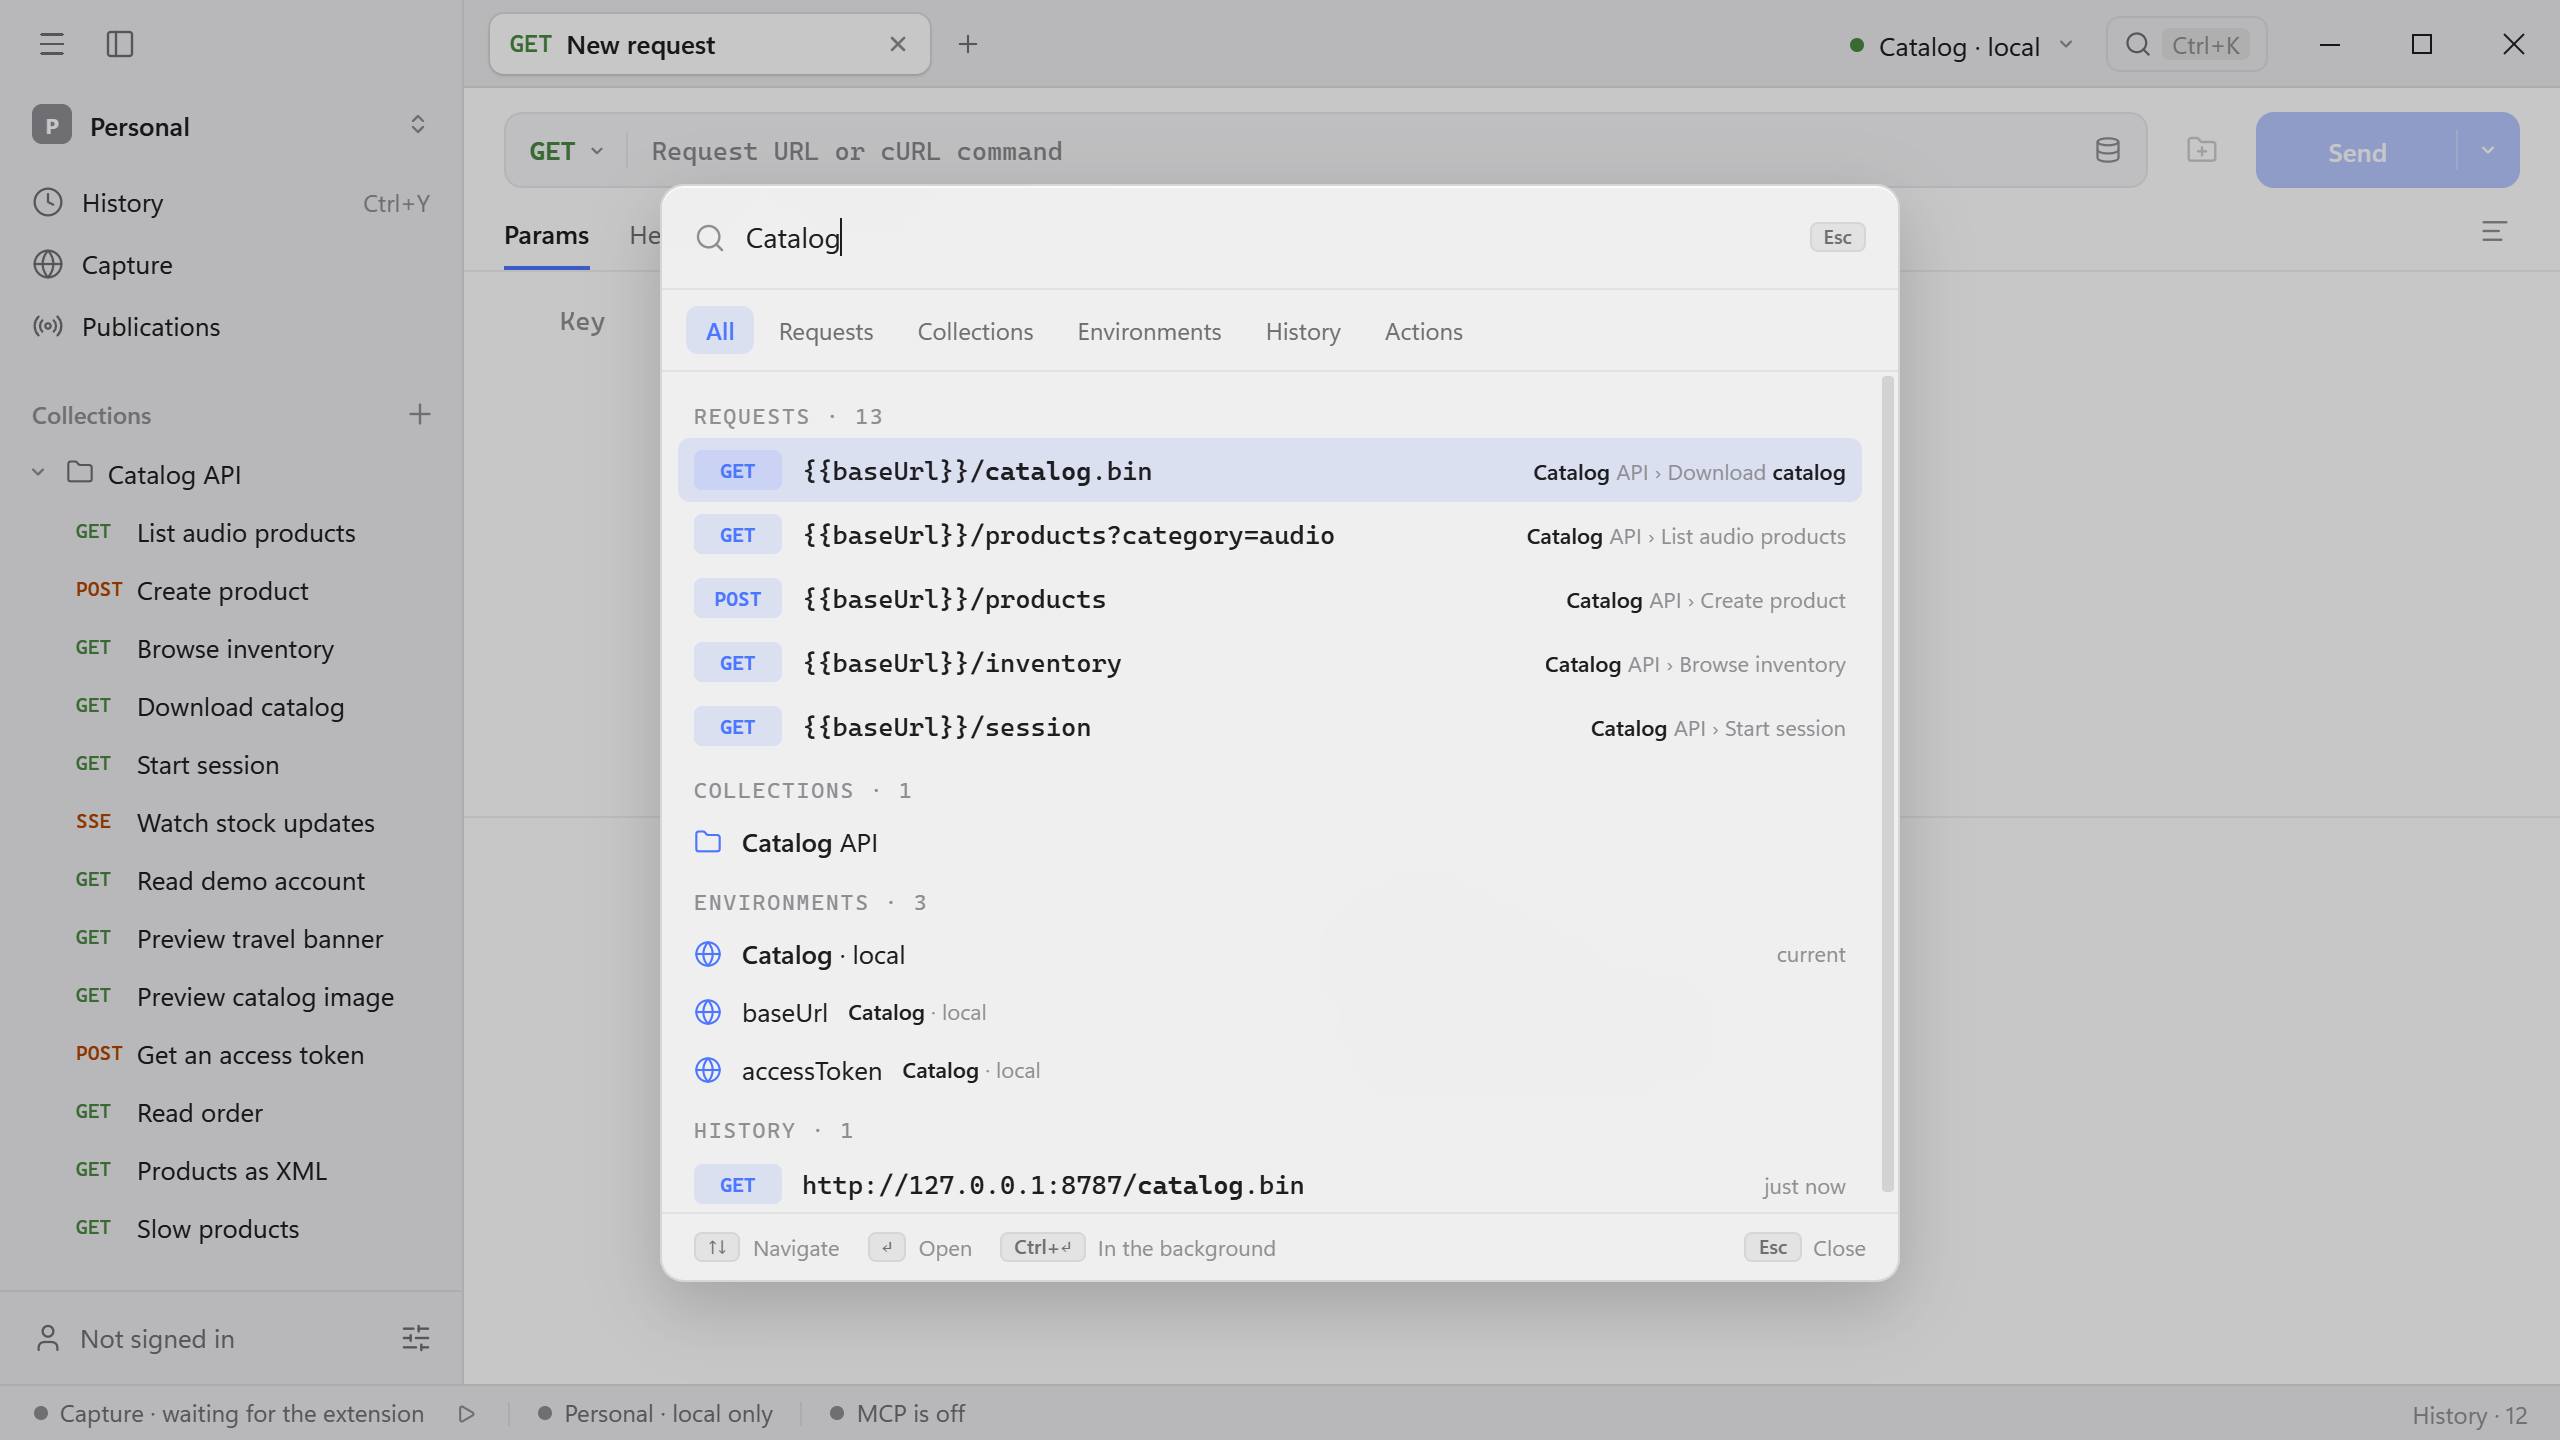 GET New request
Catalog · local
Ctrl+K
P Personal
History Ctrl+Y
Capture
Publications
Collections
Catalog API
GET List audio products
POST Create product
GET Browse inventory
GET Download catalog
GET Start session
SSE Watch stock updates
GET Read demo account
GET Preview travel banner
GET Preview catalog image
POST Get an access token
GET Read order
GET Products as XML
GET Slow products
Not signed in
GET Request URL or cURL command
Send
Params He
Key
Catalog Esc
All Requests Collections Environments History Actions
REQUESTS · 13
GET {{baseUrl}}/catalog.bin Catalog API › Download catalog
GET {{baseUrl}}/products?category=audio Catalog API › List audio products
POST {{baseUrl}}/products Catalog API › Create product
GET {{baseUrl}}/inventory Catalog API › Browse inventory
GET {{baseUrl}}/session Catalog API › Start session
COLLECTIONS · 1
Catalog API
ENVIRONMENTS · 3
Catalog · local current
baseUrl Catalog · local
accessToken Catalog · local
HISTORY · 1
GET http://127.0.0.1:8787/catalog.bin just now
↑↓ Navigate ↵ Open Ctrl+↵ In the background Esc Close
Capture · waiting for the extension Personal · local only MCP is off History · 12